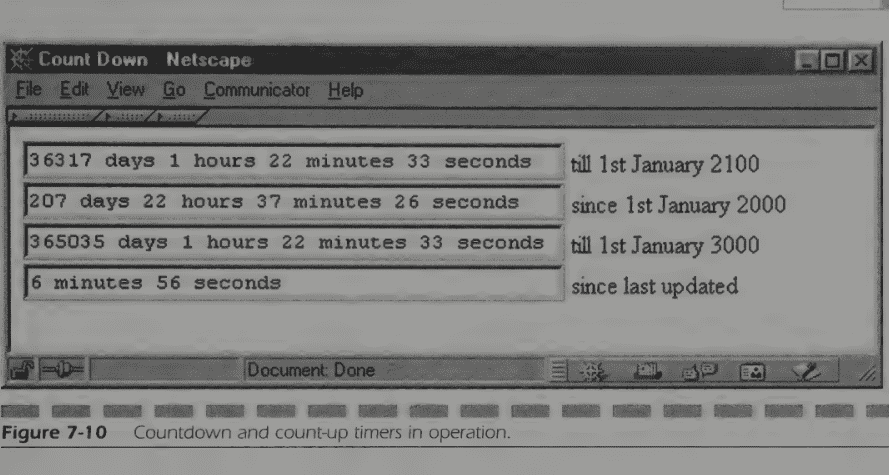 Count Down Netscape
File Edit View Go Communicator Help
36317 days 1 hours 22 minutes 33 seconds till 1st January 2100
207 days 22 hours 37 minutes 26 seconds since 1st January 2000
365035 days 1 hours 22 minutes 33 seconds till 1st January 3000
6 minutes 56 seconds since last updated
Document: Done
Figure 7-10 Countdown and count-up timers in operation.